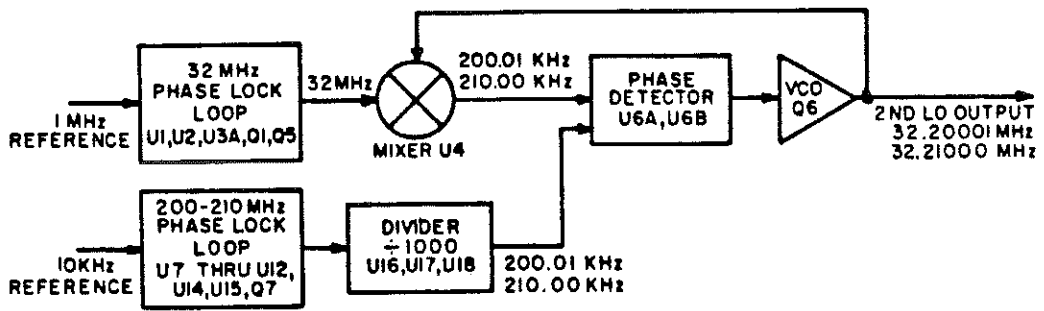 32 MHz
PHASE LOCK
LOOP
U1,U2,U3A,Q1,Q5
1 MHz
REFERENCE
32MHz
MIXER U4
200.01 KHz
210.00 KHz
PHASE
DETECTOR
U6A,U6B
VCO
Q6
2ND LO OUTPUT
32.20001 MHz
32.21000 MHz
200-210MHz
PHASE LOCK
LOOP
U7 THRU U12,
U14,U15,Q7
10KHz
REFERENCE
DIVIDER
÷1000
U16,U17,U18
200.01 KHz
210.00 KHz